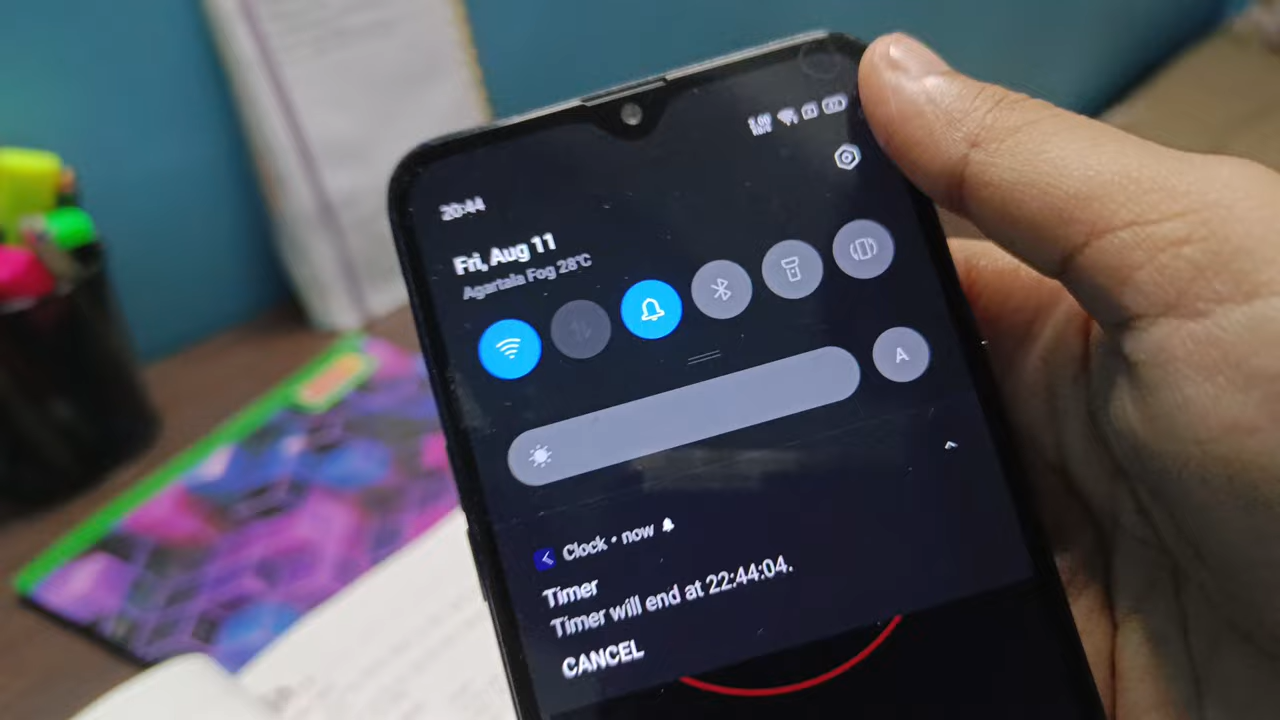 20:44
Fri, Aug 11
Agartala Fog 28°C
A
Clock • now
Timer
Timer will end at 22:44:04.
CANCEL